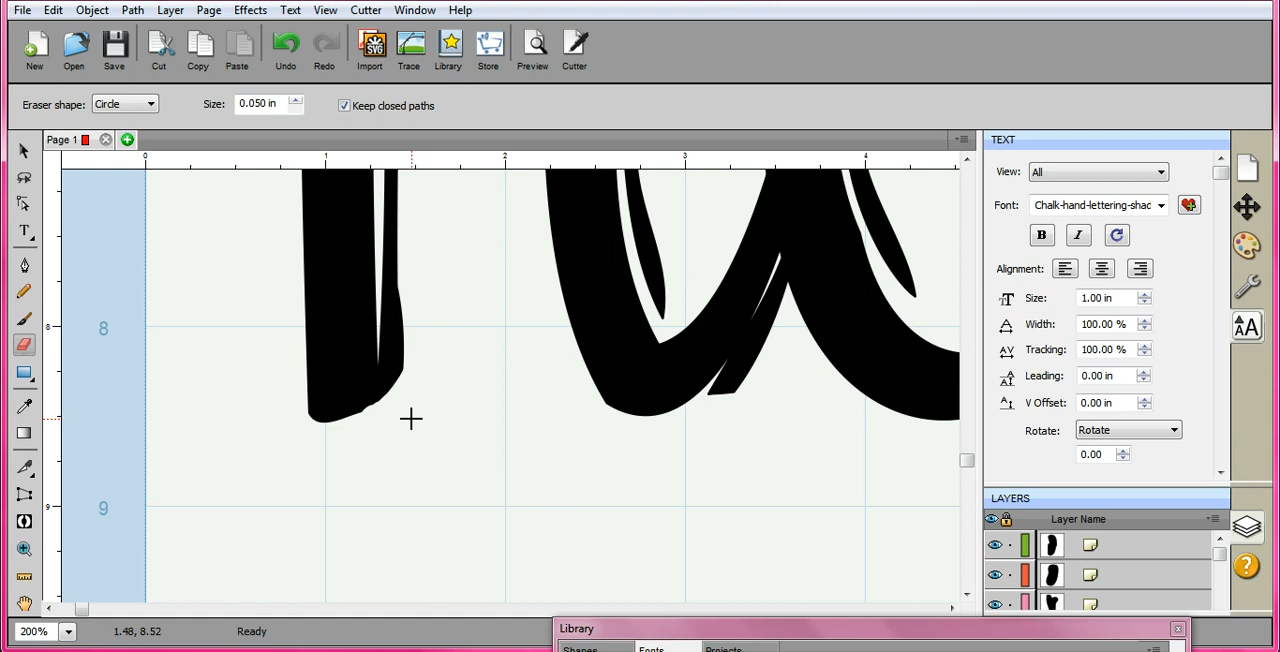 File Edit Object Path Layer Page Effects Text View Cutter Window Help
New Open Save Cut Copy Paste Undo Redo Import Trace Library Store Preview Cutter
SVG
Eraser shape: Circle Size: 0.050 in Keep closed paths
Page 1
0 1 2 3 4
8 8
9 9
TEXT
View: All
Font: Chalk-hand-lettering-shac
B I
Alignment:
Size: 1.00 in
Width: 100.00 %
Tracking: 100.00 %
Leading: 0.00 in
V Offset: 0.00 in
Rotate: Rotate
0.00
LAYERS
Layer Name
200% 1.48, 8.52 Ready
Library
Shapes Fonts Projects